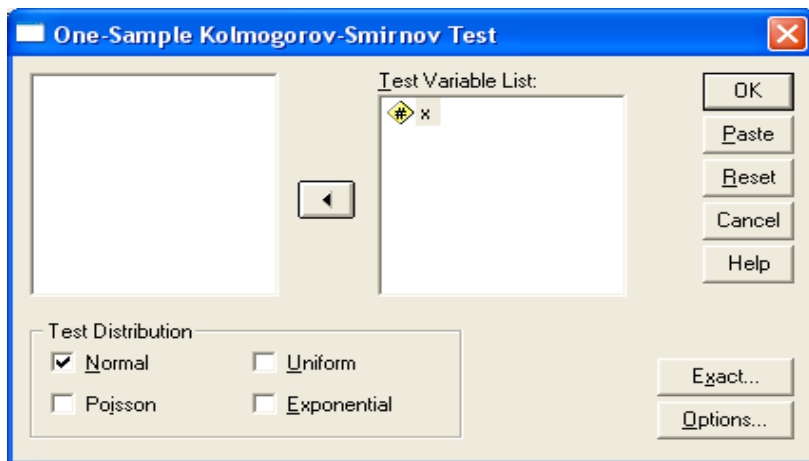 One-Sample Kolmogorov-Smirnov Test
Test Variable List:
# x
OK
Paste
Reset
Cancel
Help
Test Distribution
Normal
Uniform
Poisson
Exponential
Exact...
Options...